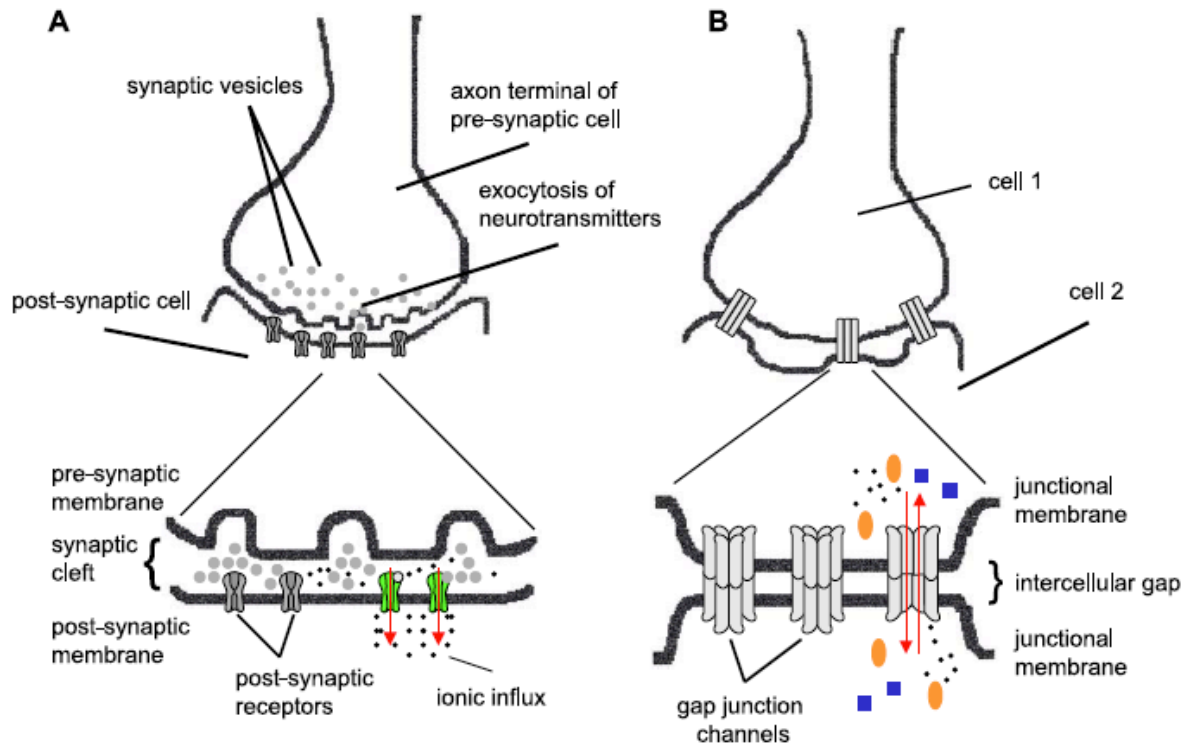 A
synaptic vesicles
axon terminal of
pre-synaptic cell
exocytosis of
neurotransmitters
post-synaptic cell
pre-synaptic
membrane
synaptic
cleft
post-synaptic
membrane
post-synaptic
receptors
ionic influx
B
cell 1
cell 2
junctional
membrane
intercellular gap
junctional
membrane
gap junction
channels